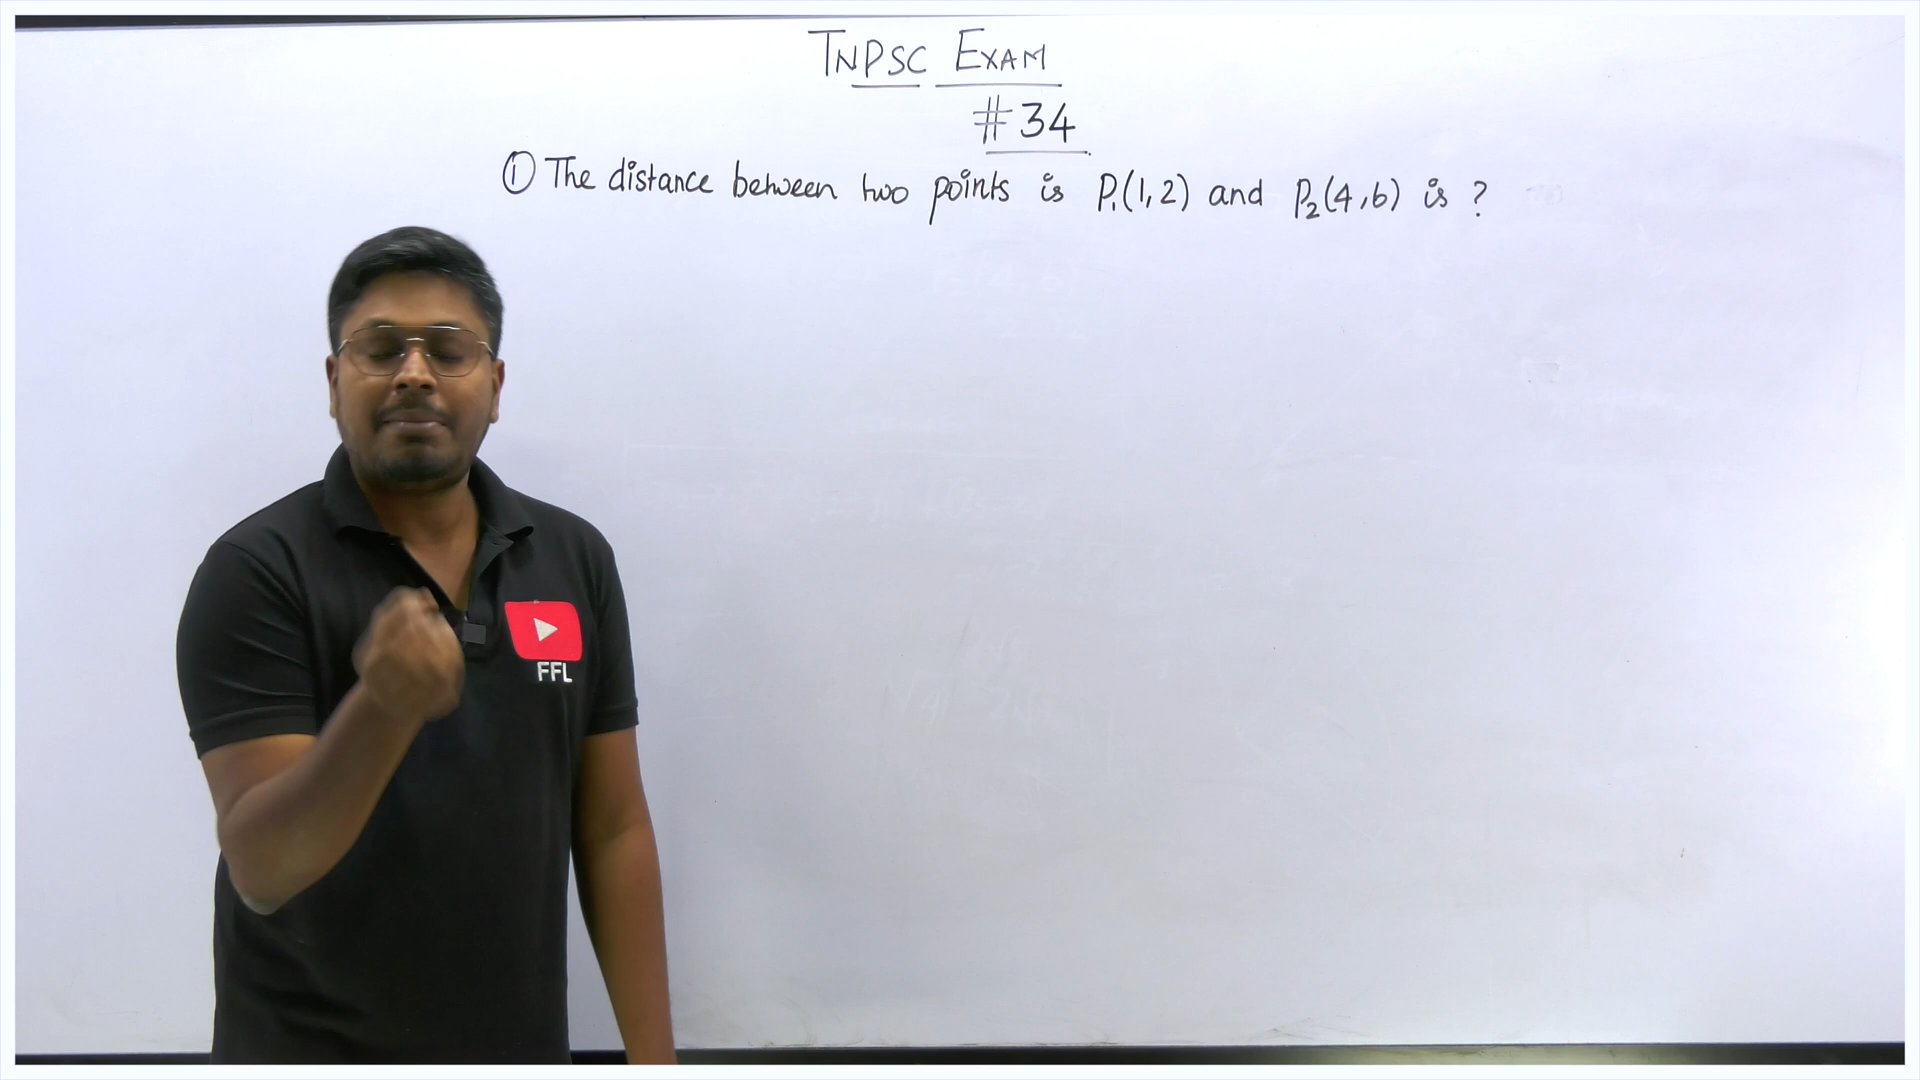 TNPSC EXAM
#34
① The distance between two points is P₁(1,2) and P₂(4,6) is ?
FFL